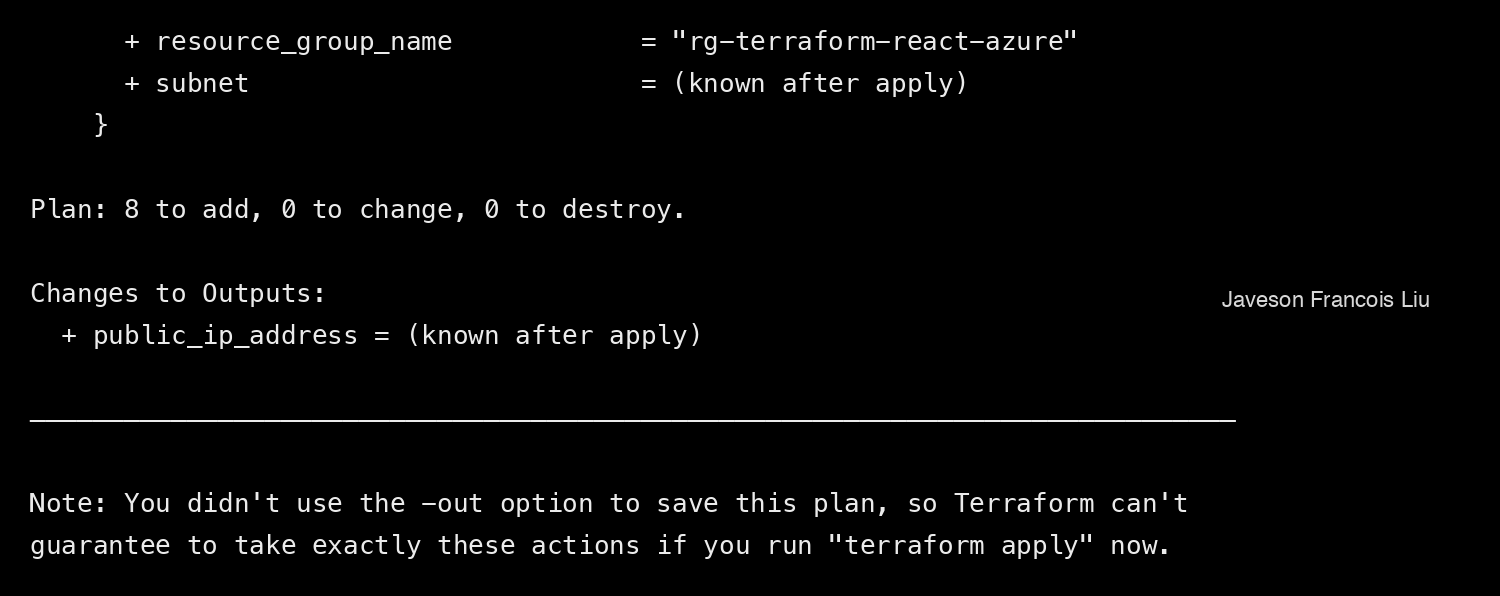 + resource_group_name = "rg-terraform-react-azure"
+ subnet = (known after apply)
}
Plan: 8 to add, 0 to change, 0 to destroy.
Changes to Outputs:
Javeson Francois Liu
+ public_ip_address = (known after apply)
Note: You didn't use the -out option to save this plan, so Terraform can't
guarantee to take exactly these actions if you run "terraform apply" now.